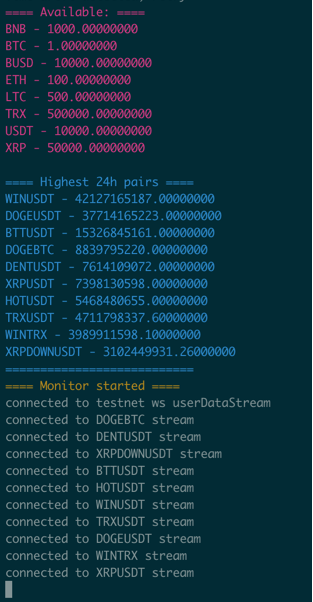 ==== Available: ====
BNB - 1000.00000000
BTC - 1.00000000
BUSD - 10000.00000000
ETH - 100.00000000
LTC - 500.00000000
TRX - 500000.00000000
USDT - 10000.00000000
XRP - 50000.00000000
==== Highest 24h pairs ====
WINUSDT - 42127165187.00000000
DOGEUSDT - 37714165223.00000000
BTTUSDT - 15326845161.00000000
DOGEBTC - 8839795220.00000000
DENTUSDT - 7614109072.00000000
XRPUSDT - 7398130598.00000000
HOTUSDT - 5468480655.00000000
TRXUSDT - 4711798337.60000000
WINTRX - 3989911598.10000000
XRPDOWNUSDT - 3102449931.26000000
===========================
==== Monitor started ====
connected to testnet ws userDataStream
connected to DOGEBTC stream
connected to DENTUSDT stream
connected to XRPDOWNUSDT stream
connected to BTTUSDT stream
connected to HOTUSDT stream
connected to WINUSDT stream
connected to TRXUSDT stream
connected to DOGEUSDT stream
connected to WINTRX stream
connected to XRPUSDT stream